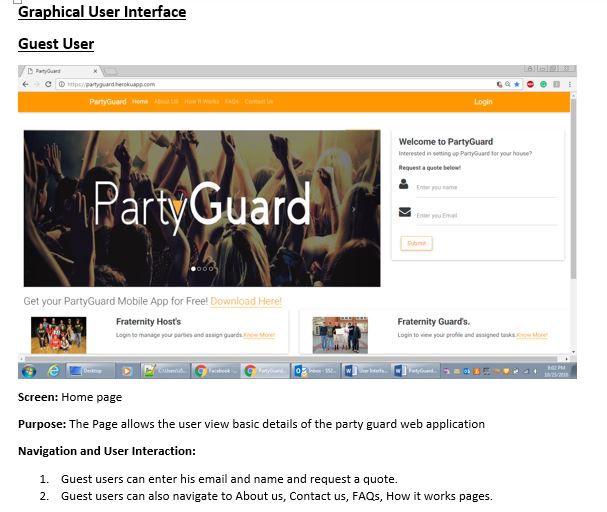 Graphical User Interface
Guest User
PartyGuard
https://partyguard.herokuapp.com
PartyGuard Home About US How It Works FAQs Contact Us Login
PartyGuard
Welcome to PartyGuard
Interested in setting up PartyGuard for your house?
Request a quote below!
Enter you name
Enter you Email
Submit
Get your PartyGuard Mobile App for Free! Download Here!
Fraternity Host's
Login to manage your parties and assign guards.Know More!
Fraternity Guard's.
Login to view your profile and assigned tasks.Know More!
Desktop C:\Users\s5... Facebook -... PartyGuard... Inbox - S52... User Interfa... PartyGuard... 8:02 PM
10/25/2016
Screen: Home page
Purpose: The Page allows the user view basic details of the party guard web application
Navigation and User Interaction:
1. Guest users can enter his email and name and request a quote.
2. Guest users can also navigate to About us, Contact us, FAQs, How it works pages.